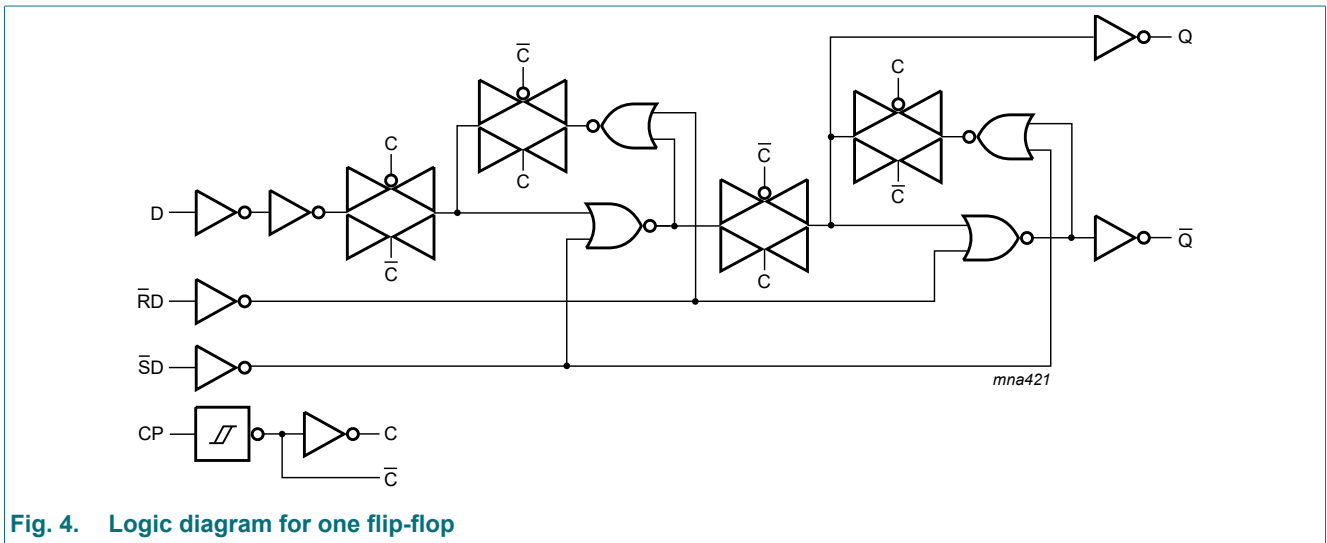 Q
C̅
C
C
C̅
C
C
C̅
D
C̅
C
C̅
Q̅
R̅D
S̅D
mna421
CP
C
C̅
Fig. 4. Logic diagram for one flip-flop